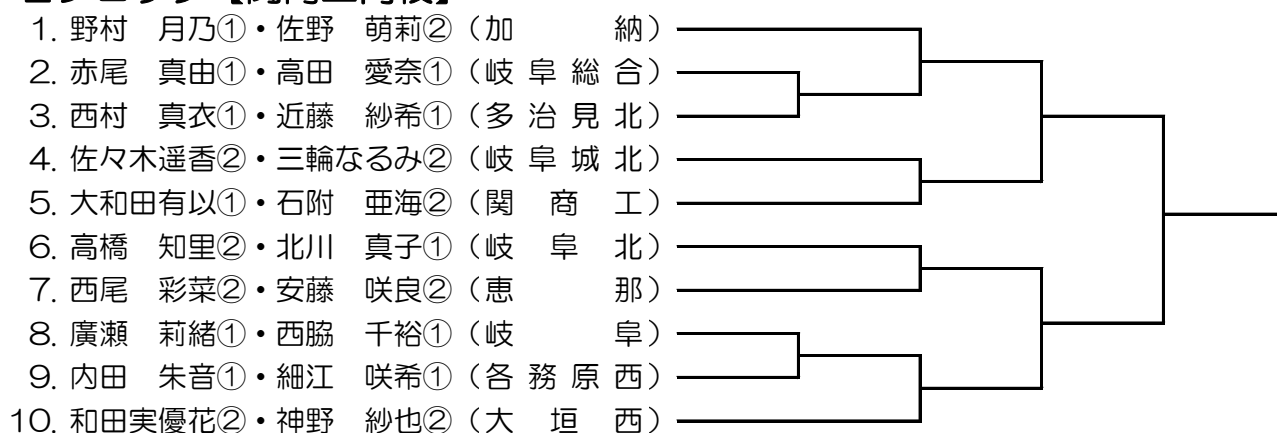 1. 野村　月乃①・佐野　萌莉②（加　　　納）
2. 赤尾　真由①・高田　愛奈①（岐阜総合）
3. 西村　真衣①・近藤　紗希①（多治見北）
4. 佐々木遥香②・三輪なるみ②（岐阜城北）
5. 大和田有以①・石附　亜海②（関　商　工）
6. 高橋　知里②・北川　真子①（岐　阜　北）
7. 西尾　彩菜②・安藤　咲良②（恵　　　那）
8. 廣瀬　莉緒①・西脇　千裕①（岐　　　阜）
9. 内田　朱音①・細江　咲希①（各務原西）
10. 和田実優花②・神野　紗也②（大　垣　西）